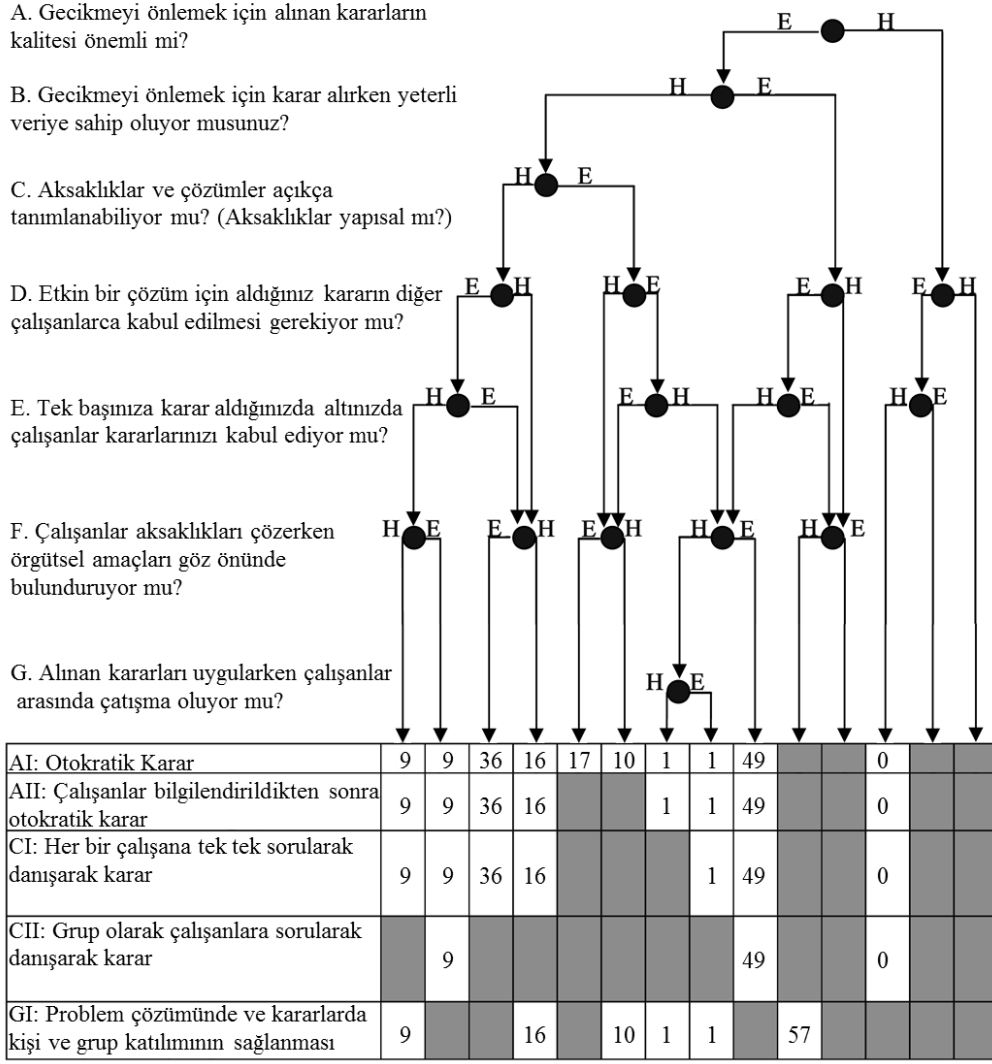 A. Gecikmeyi önlemek için alınan kararların
kalitesi önemli mi?
E H
B. Gecikmeyi önlemek için karar alırken yeterli
veriye sahip oluyor musunuz?
H E
C. Aksaklıklar ve çözümler açıkça
tanımlanabiliyor mu? (Aksaklıklar yapısal mı?)
H E
D. Etkin bir çözüm için aldığınız kararın diğer
çalışanlarca kabul edilmesi gerekiyor mu?
E H H E E H E H
E. Tek başınıza karar aldığınızda altınızda
çalışanlar kararlarınızı kabul ediyor mu?
H E E H H E H E
F. Çalışanlar aksaklıkları çözerken
örgütsel amaçları göz önünde
bulunduruyor mu?
H E E H E H H E H E
G. Alınan kararları uygularken çalışanlar
arasında çatışma oluyor mu?
H E
AI: Otokratik Karar 9 9 36 16 17 10 1 1 49 0
AII: Çalışanlar bilgilendirildikten sonra
otokratik karar 9 9 36 16 1 1 49 0
CI: Her bir çalışana tek tek sorularak
danışarak karar 9 9 36 16 1 49 0
CII: Grup olarak çalışanlara sorularak
danışarak karar 9 49 0
GI: Problem çözümünde ve kararlarda
kişi ve grup katılımının sağlanması 9 16 10 1 1 57